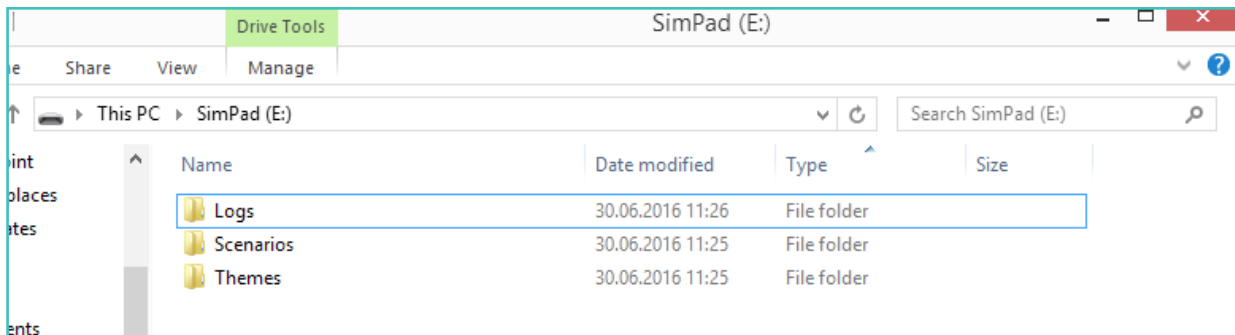 Drive Tools SimPad (E:)
Share View Manage
This PC SimPad (E:) Search SimPad (E:)
Name Date modified Type Size
Logs 30.06.2016 11:26 File folder
Scenarios 30.06.2016 11:25 File folder
Themes 30.06.2016 11:25 File folder